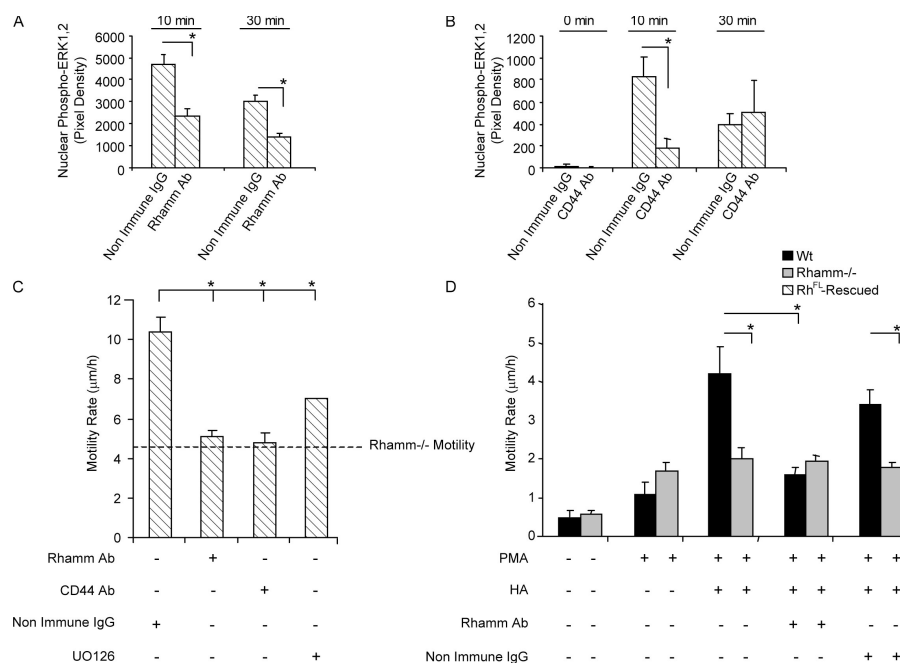 A
10 min
30 min
*
*
Nuclear Phospho-ERK1,2
(Pixel Density)
6000
5000
4000
3000
2000
1000
0
Non Immune IgG
Rhamm Ab
Non Immune IgG
Rhamm Ab
B
0 min
10 min
30 min
*
Nuclear Phospho-ERK1,2
(Pixel Density)
1200
1000
800
600
400
200
0
Non Immune IgG
CD44 Ab
Non Immune IgG
CD44 Ab
Non Immune IgG
CD44 Ab
C
* * *
Motility Rate (μm/h)
12
10
8
6
4
2
0
Rhamm-/- Motility
Rhamm Ab - + - -
CD44 Ab - - + -
Non Immune IgG + - - -
UO126 - - - +
D
Wt
Rhamm-/-
Rh^FL-Rescued
*
*
*
Motility Rate (μm/h)
6
5
4
3
2
1
0
PMA - - + + + + + + + +
HA - - - - + + + + + +
Rhamm Ab - - - - - - + + - -
Non Immune IgG - - - - - - - - + +